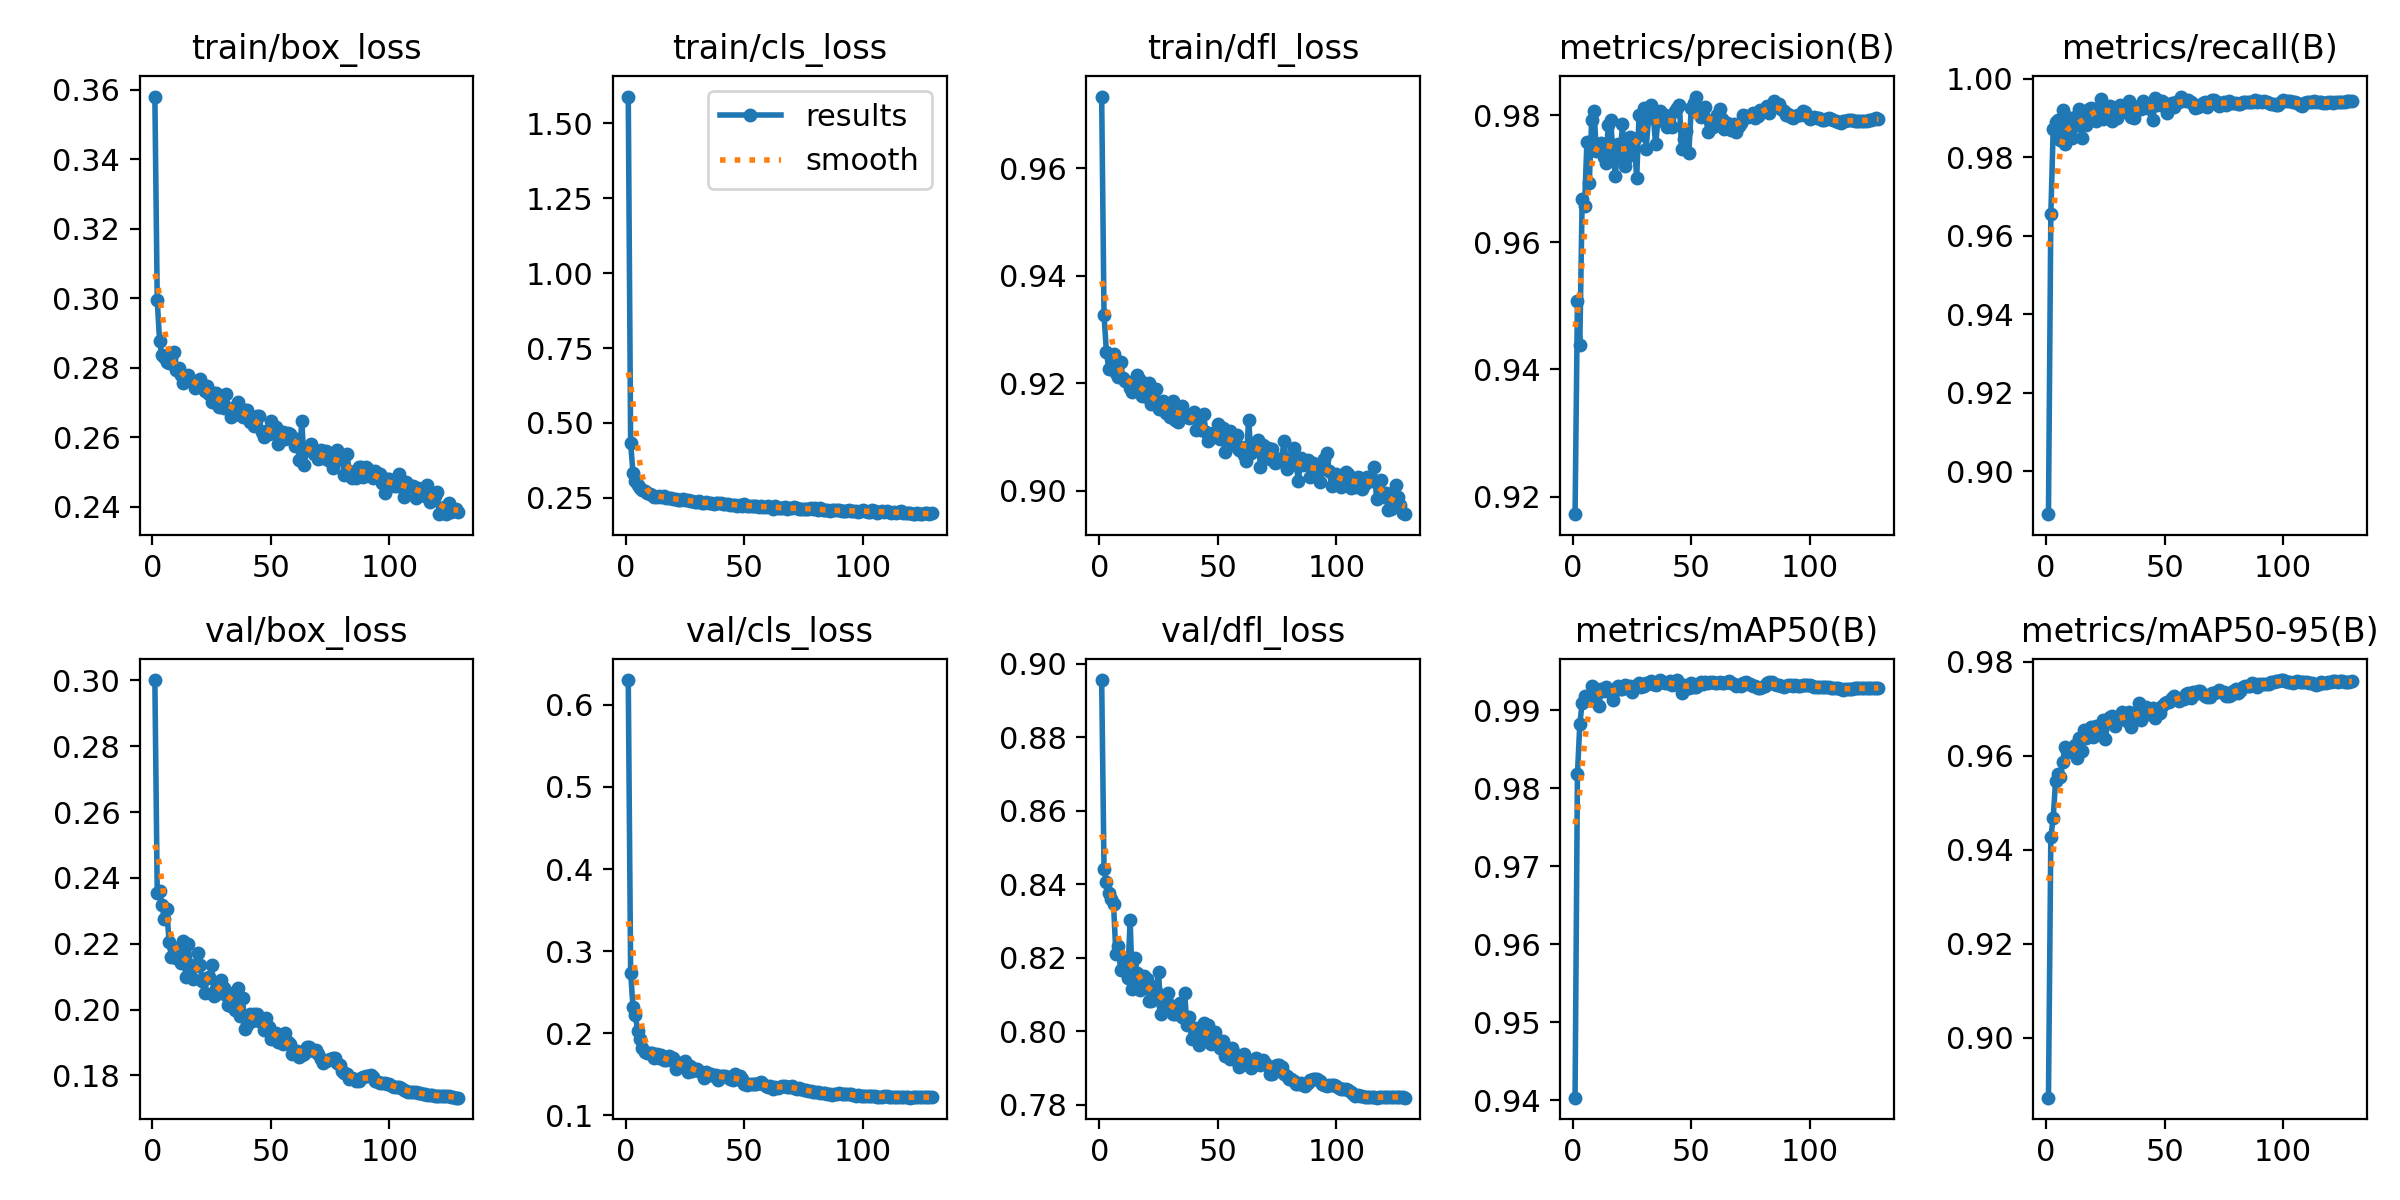 train/box_loss
0.36
0.34
0.32
0.30
0.28
0.26
0.24
0 50 100
train/cls_loss
results
smooth
1.50
1.25
1.00
0.75
0.50
0.25
0 50 100
train/dfl_loss
0.96
0.94
0.92
0.90
0 50 100
metrics/precision(B)
0.98
0.96
0.94
0.92
0 50 100
metrics/recall(B)
1.00
0.98
0.96
0.94
0.92
0.90
0 50 100
val/box_loss
0.30
0.28
0.26
0.24
0.22
0.20
0.18
0 50 100
val/cls_loss
0.6
0.5
0.4
0.3
0.2
0.1
0 50 100
val/dfl_loss
0.90
0.88
0.86
0.84
0.82
0.80
0.78
0 50 100
metrics/mAP50(B)
0.99
0.98
0.97
0.96
0.95
0.94
0 50 100
metrics/mAP50-95(B)
0.98
0.96
0.94
0.92
0.90
0 50 100